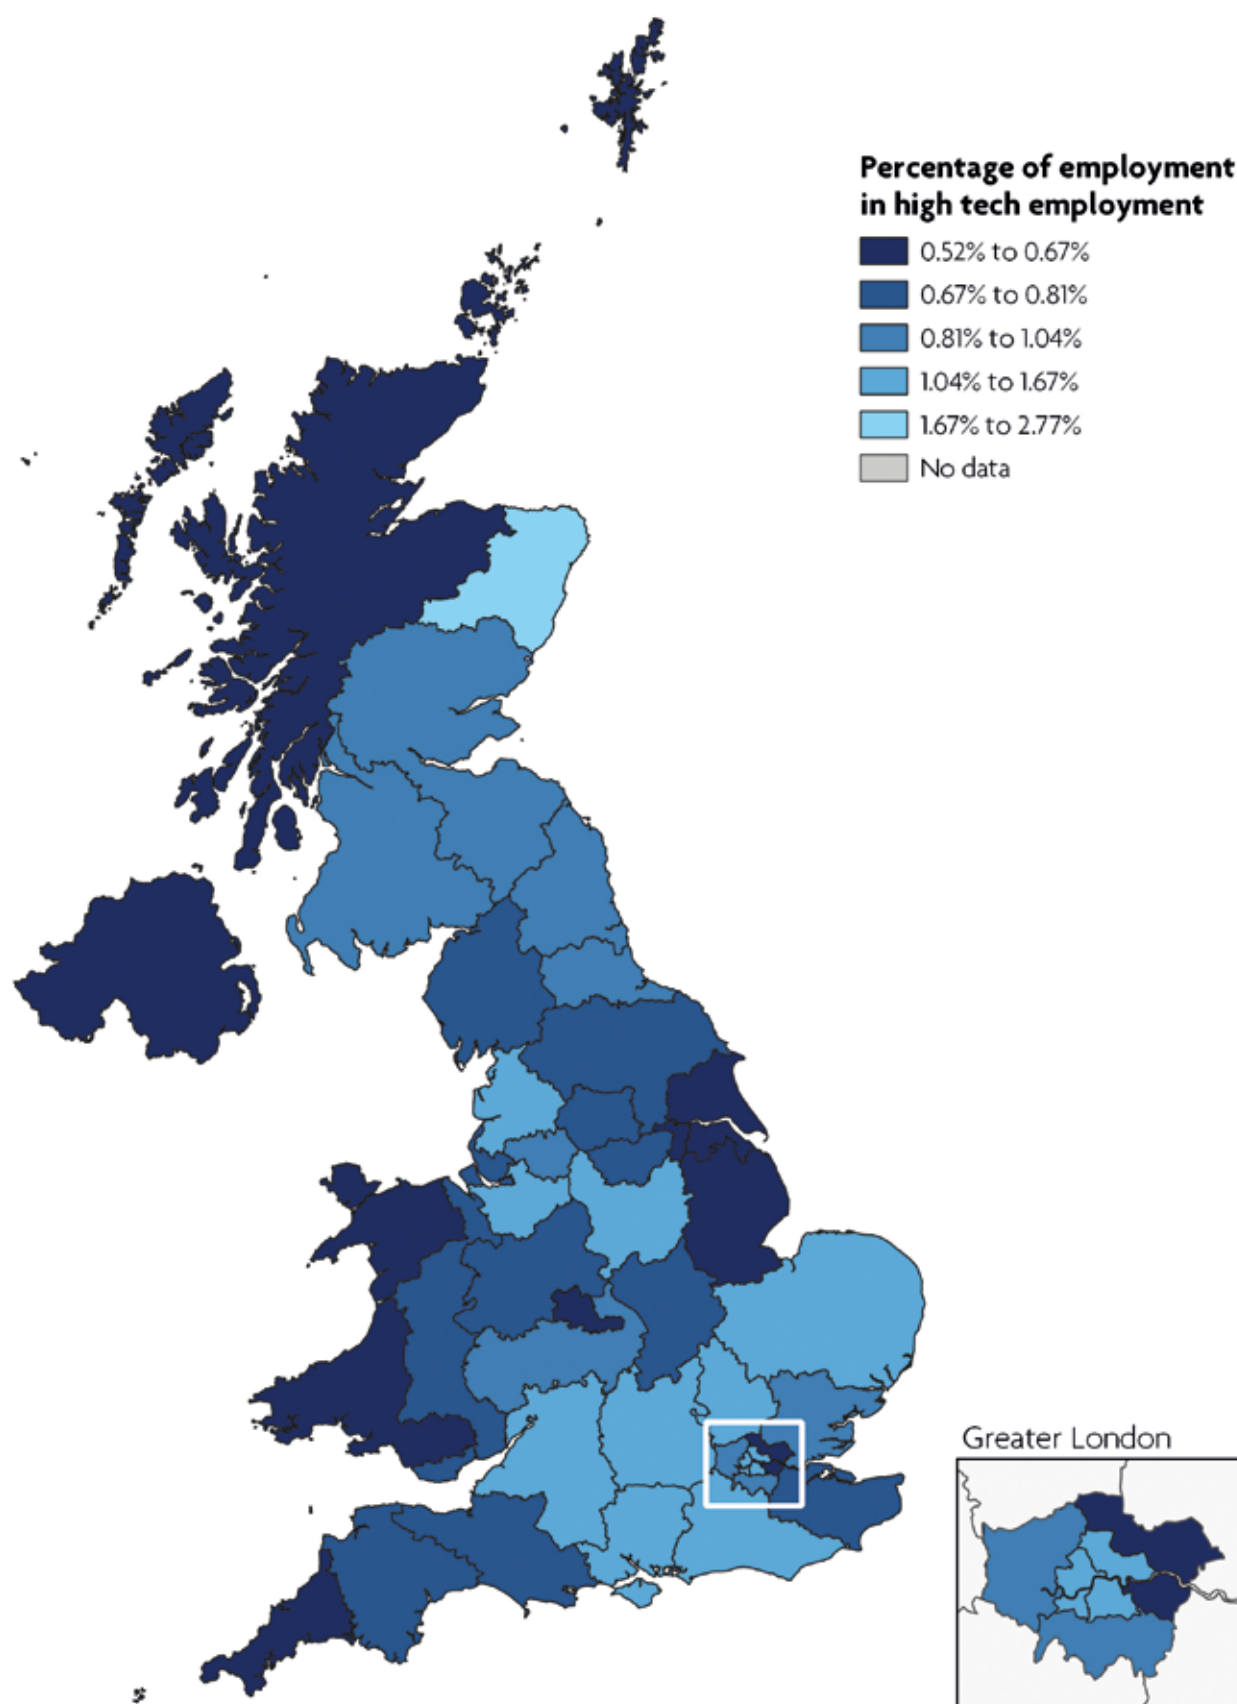 Percentage of employment
in high tech employment
0.52% to 0.67%
0.67% to 0.81%
0.81% to 1.04%
1.04% to 1.67%
1.67% to 2.77%
No data
Greater London